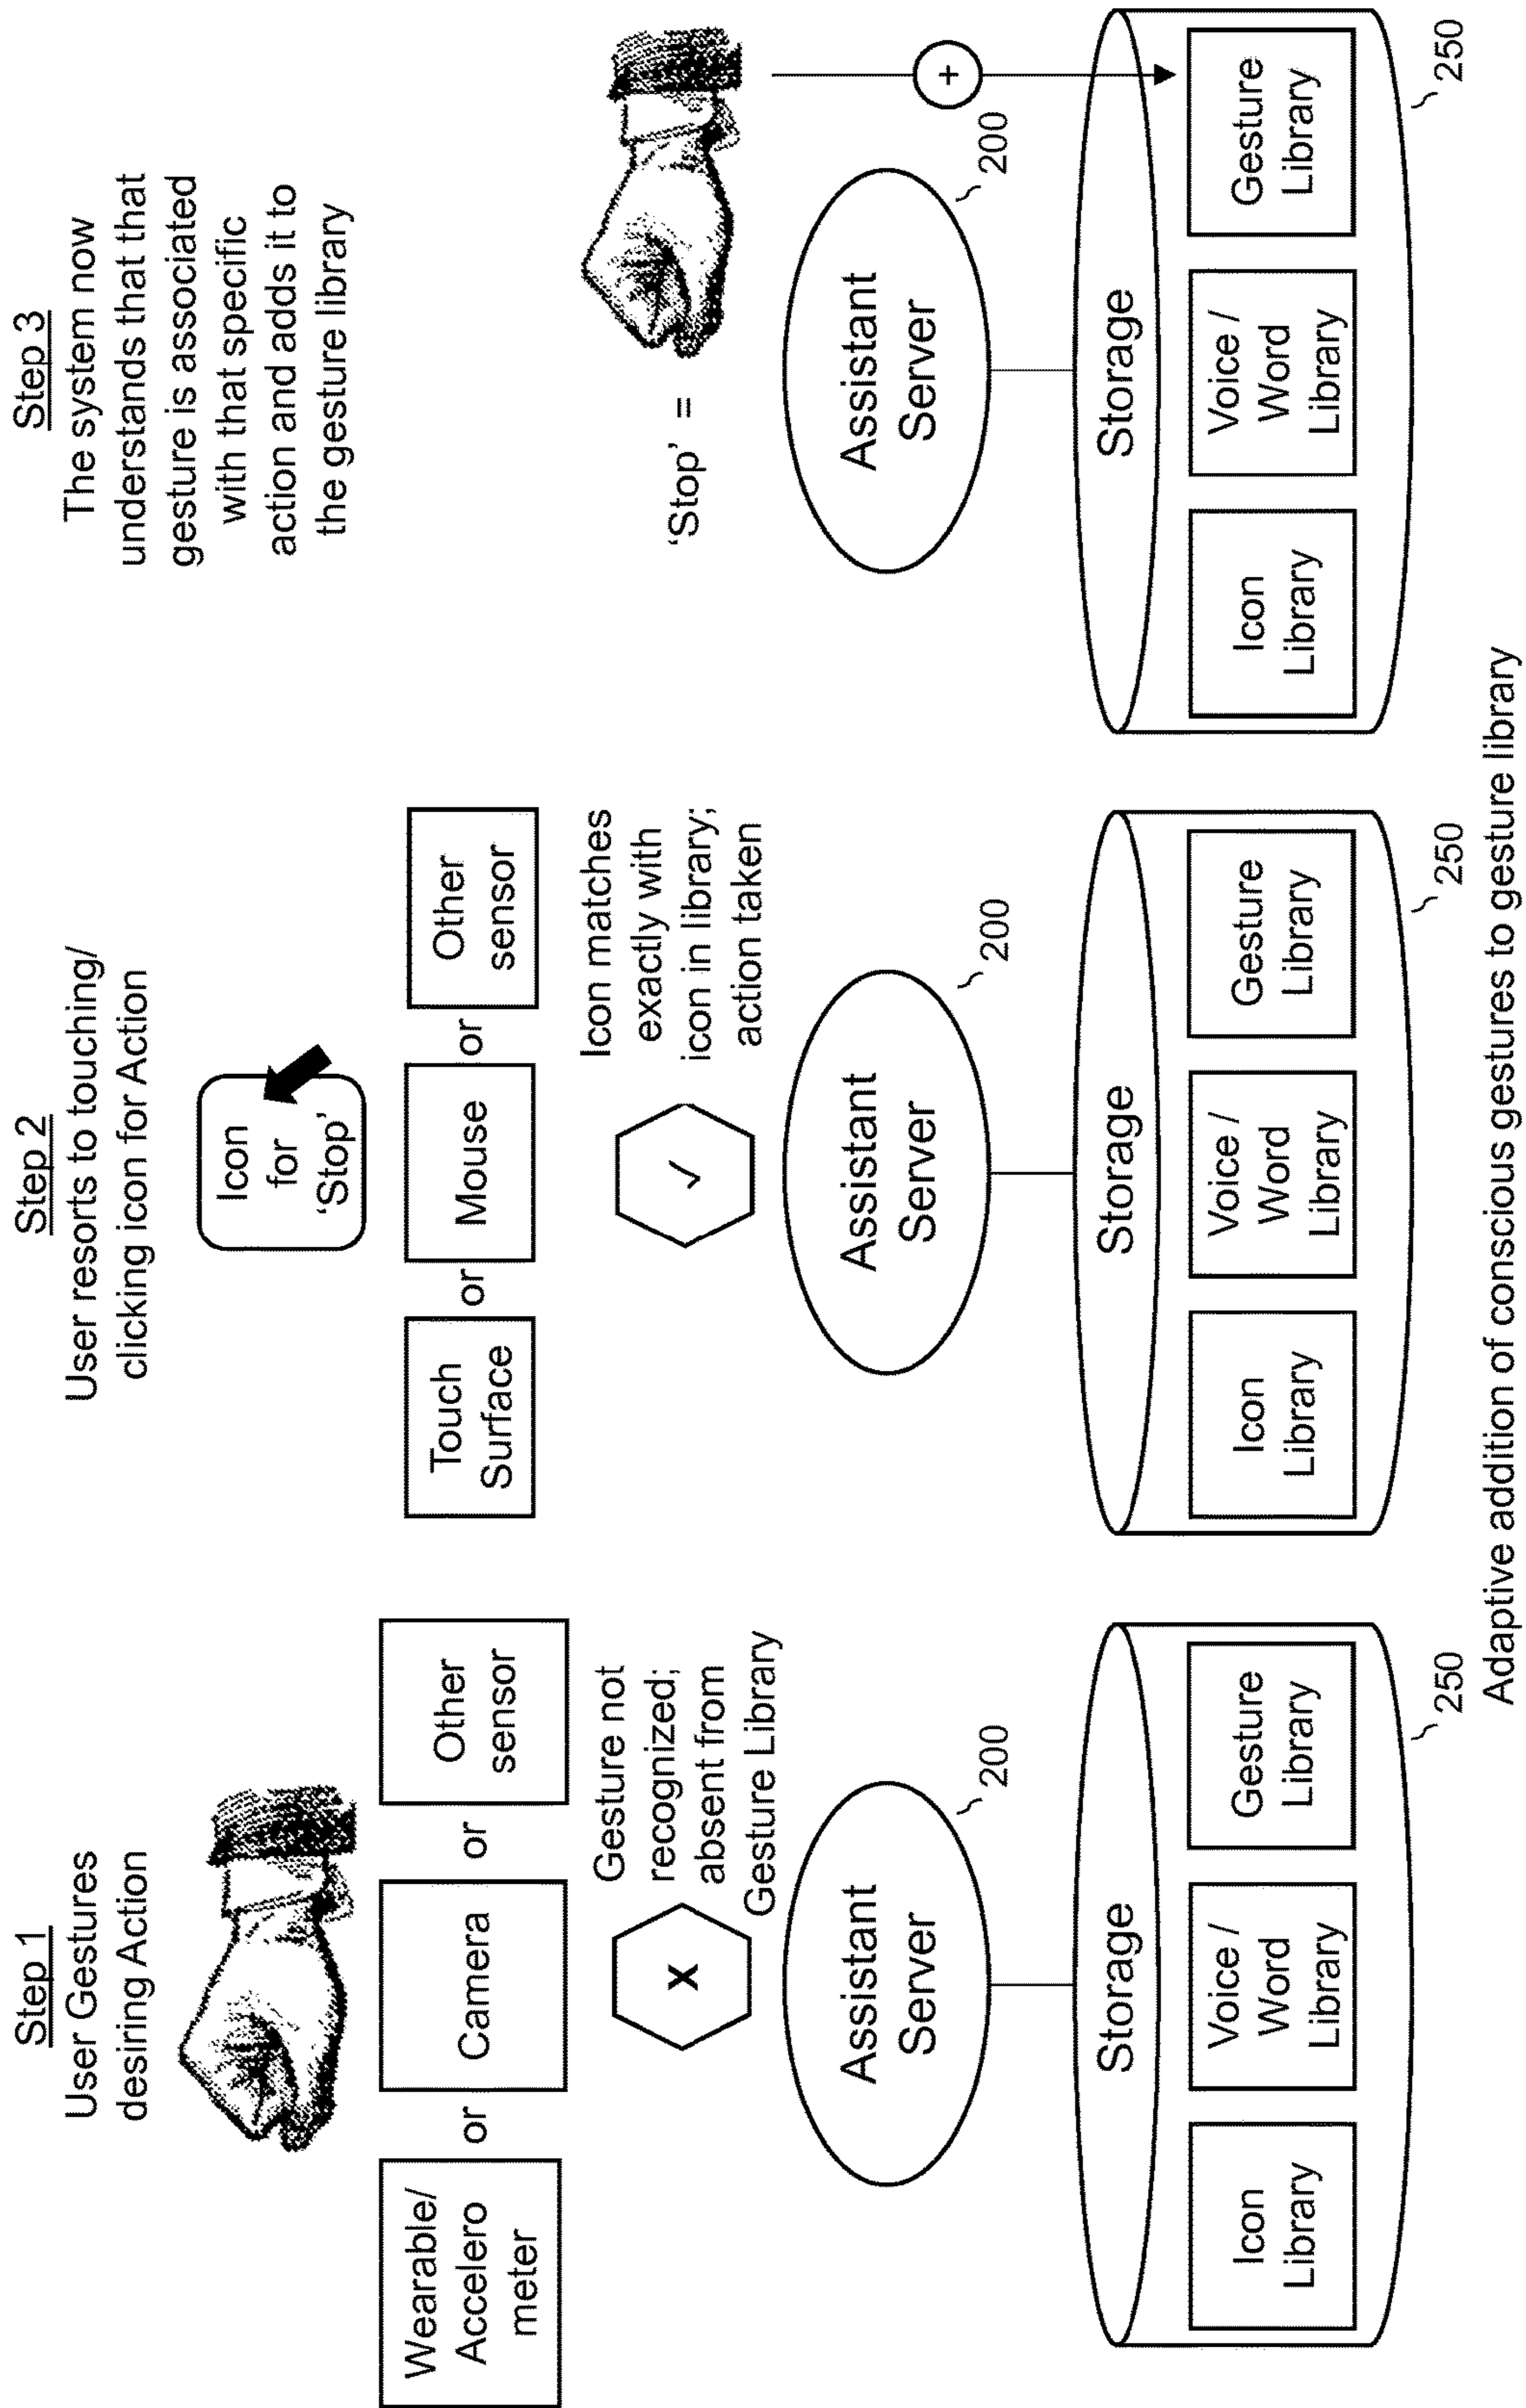 Step 1
User Gestures
desiring Action
Wearable/
Accelero
meter
or
Camera
or
Other
sensor
X
Gesture not
recognized;
absent from
Gesture Library
Assistant
Server
200
Storage
Icon
Library
Voice /
Word
Library
Gesture
Library
250
Step 2
User resorts to touching/
clicking icon for Action
Icon
for
‘Stop’
Touch
Surface
or
Mouse
or
Other
sensor
✓
Icon matches
exactly with
icon in library;
action taken
Assistant
Server
200
Storage
Icon
Library
Voice /
Word
Library
Gesture
Library
250
Step 3
The system now
understands that that
gesture is associated
with that specific
action and adds it to
the gesture library
‘Stop’ =
+
Assistant
Server
200
Storage
Icon
Library
Voice /
Word
Library
Gesture
Library
250
Adaptive addition of conscious gestures to gesture library